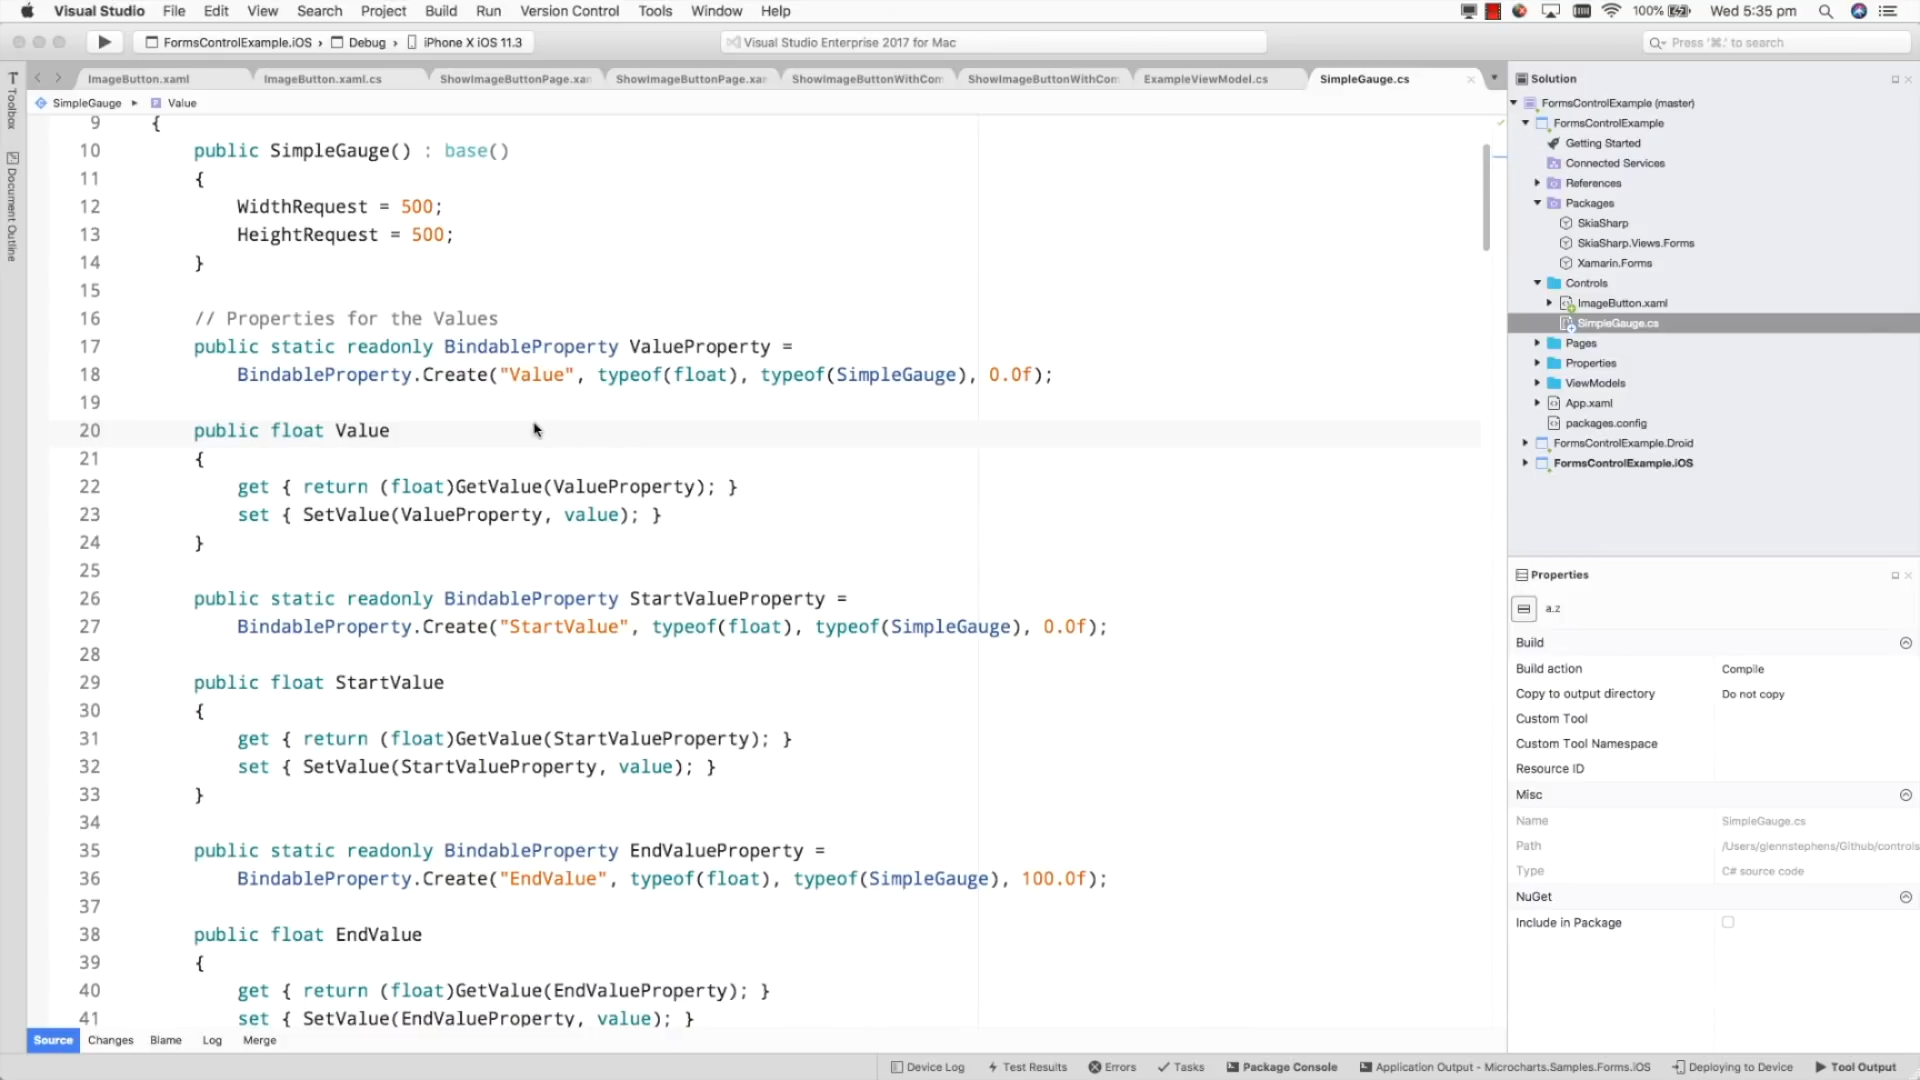 Visual Studio File Edit View Search Project Build Run Version Control Tools Window Help 100% Wed 5:35 pm
FormsControlExample.iOS › Debug › iPhone X iOS 11.3 Visual Studio Enterprise 2017 for Mac Press '⌘.' to search
ImageButton.xaml ImageButton.xaml.cs ShowImageButtonPage.xar ShowImageButtonPage.xar ShowImageButtonWithCom ShowImageButtonWithCom ExampleViewModel.cs SimpleGauge.cs
SimpleGauge ▸ Value
Toolbox
Document Outline
9 {
10 public SimpleGauge() : base()
11 {
12 WidthRequest = 500;
13 HeightRequest = 500;
14 }
15
16 // Properties for the Values
17 public static readonly BindableProperty ValueProperty =
18 BindableProperty.Create("Value", typeof(float), typeof(SimpleGauge), 0.0f);
19
20 public float Value
21 {
22 get { return (float)GetValue(ValueProperty); }
23 set { SetValue(ValueProperty, value); }
24 }
25
26 public static readonly BindableProperty StartValueProperty =
27 BindableProperty.Create("StartValue", typeof(float), typeof(SimpleGauge), 0.0f);
28
29 public float StartValue
30 {
31 get { return (float)GetValue(StartValueProperty); }
32 set { SetValue(StartValueProperty, value); }
33 }
34
35 public static readonly BindableProperty EndValueProperty =
36 BindableProperty.Create("EndValue", typeof(float), typeof(SimpleGauge), 100.0f);
37
38 public float EndValue
39 {
40 get { return (float)GetValue(EndValueProperty); }
41 set { SetValue(EndValueProperty, value); }
Source Changes Blame Log Merge
Solution
FormsControlExample (master)
FormsControlExample
Getting Started
Connected Services
References
Packages
SkiaSharp
SkiaSharp.Views.Forms
Xamarin.Forms
Controls
ImageButton.xaml
SimpleGauge.cs
Pages
Properties
ViewModels
App.xaml
packages.config
FormsControlExample.Droid
FormsControlExample.iOS
Properties
a.z
Build
Build action Compile
Copy to output directory Do not copy
Custom Tool
Custom Tool Namespace
Resource ID
Misc
Name SimpleGauge.cs
Path /Users/glennstephens/Github/controls
Type C# source code
NuGet
Include in Package
Device Log Test Results Errors Tasks Package Console Application Output - Microcharts.Samples.Forms.iOS Deploying to Device Tool Output